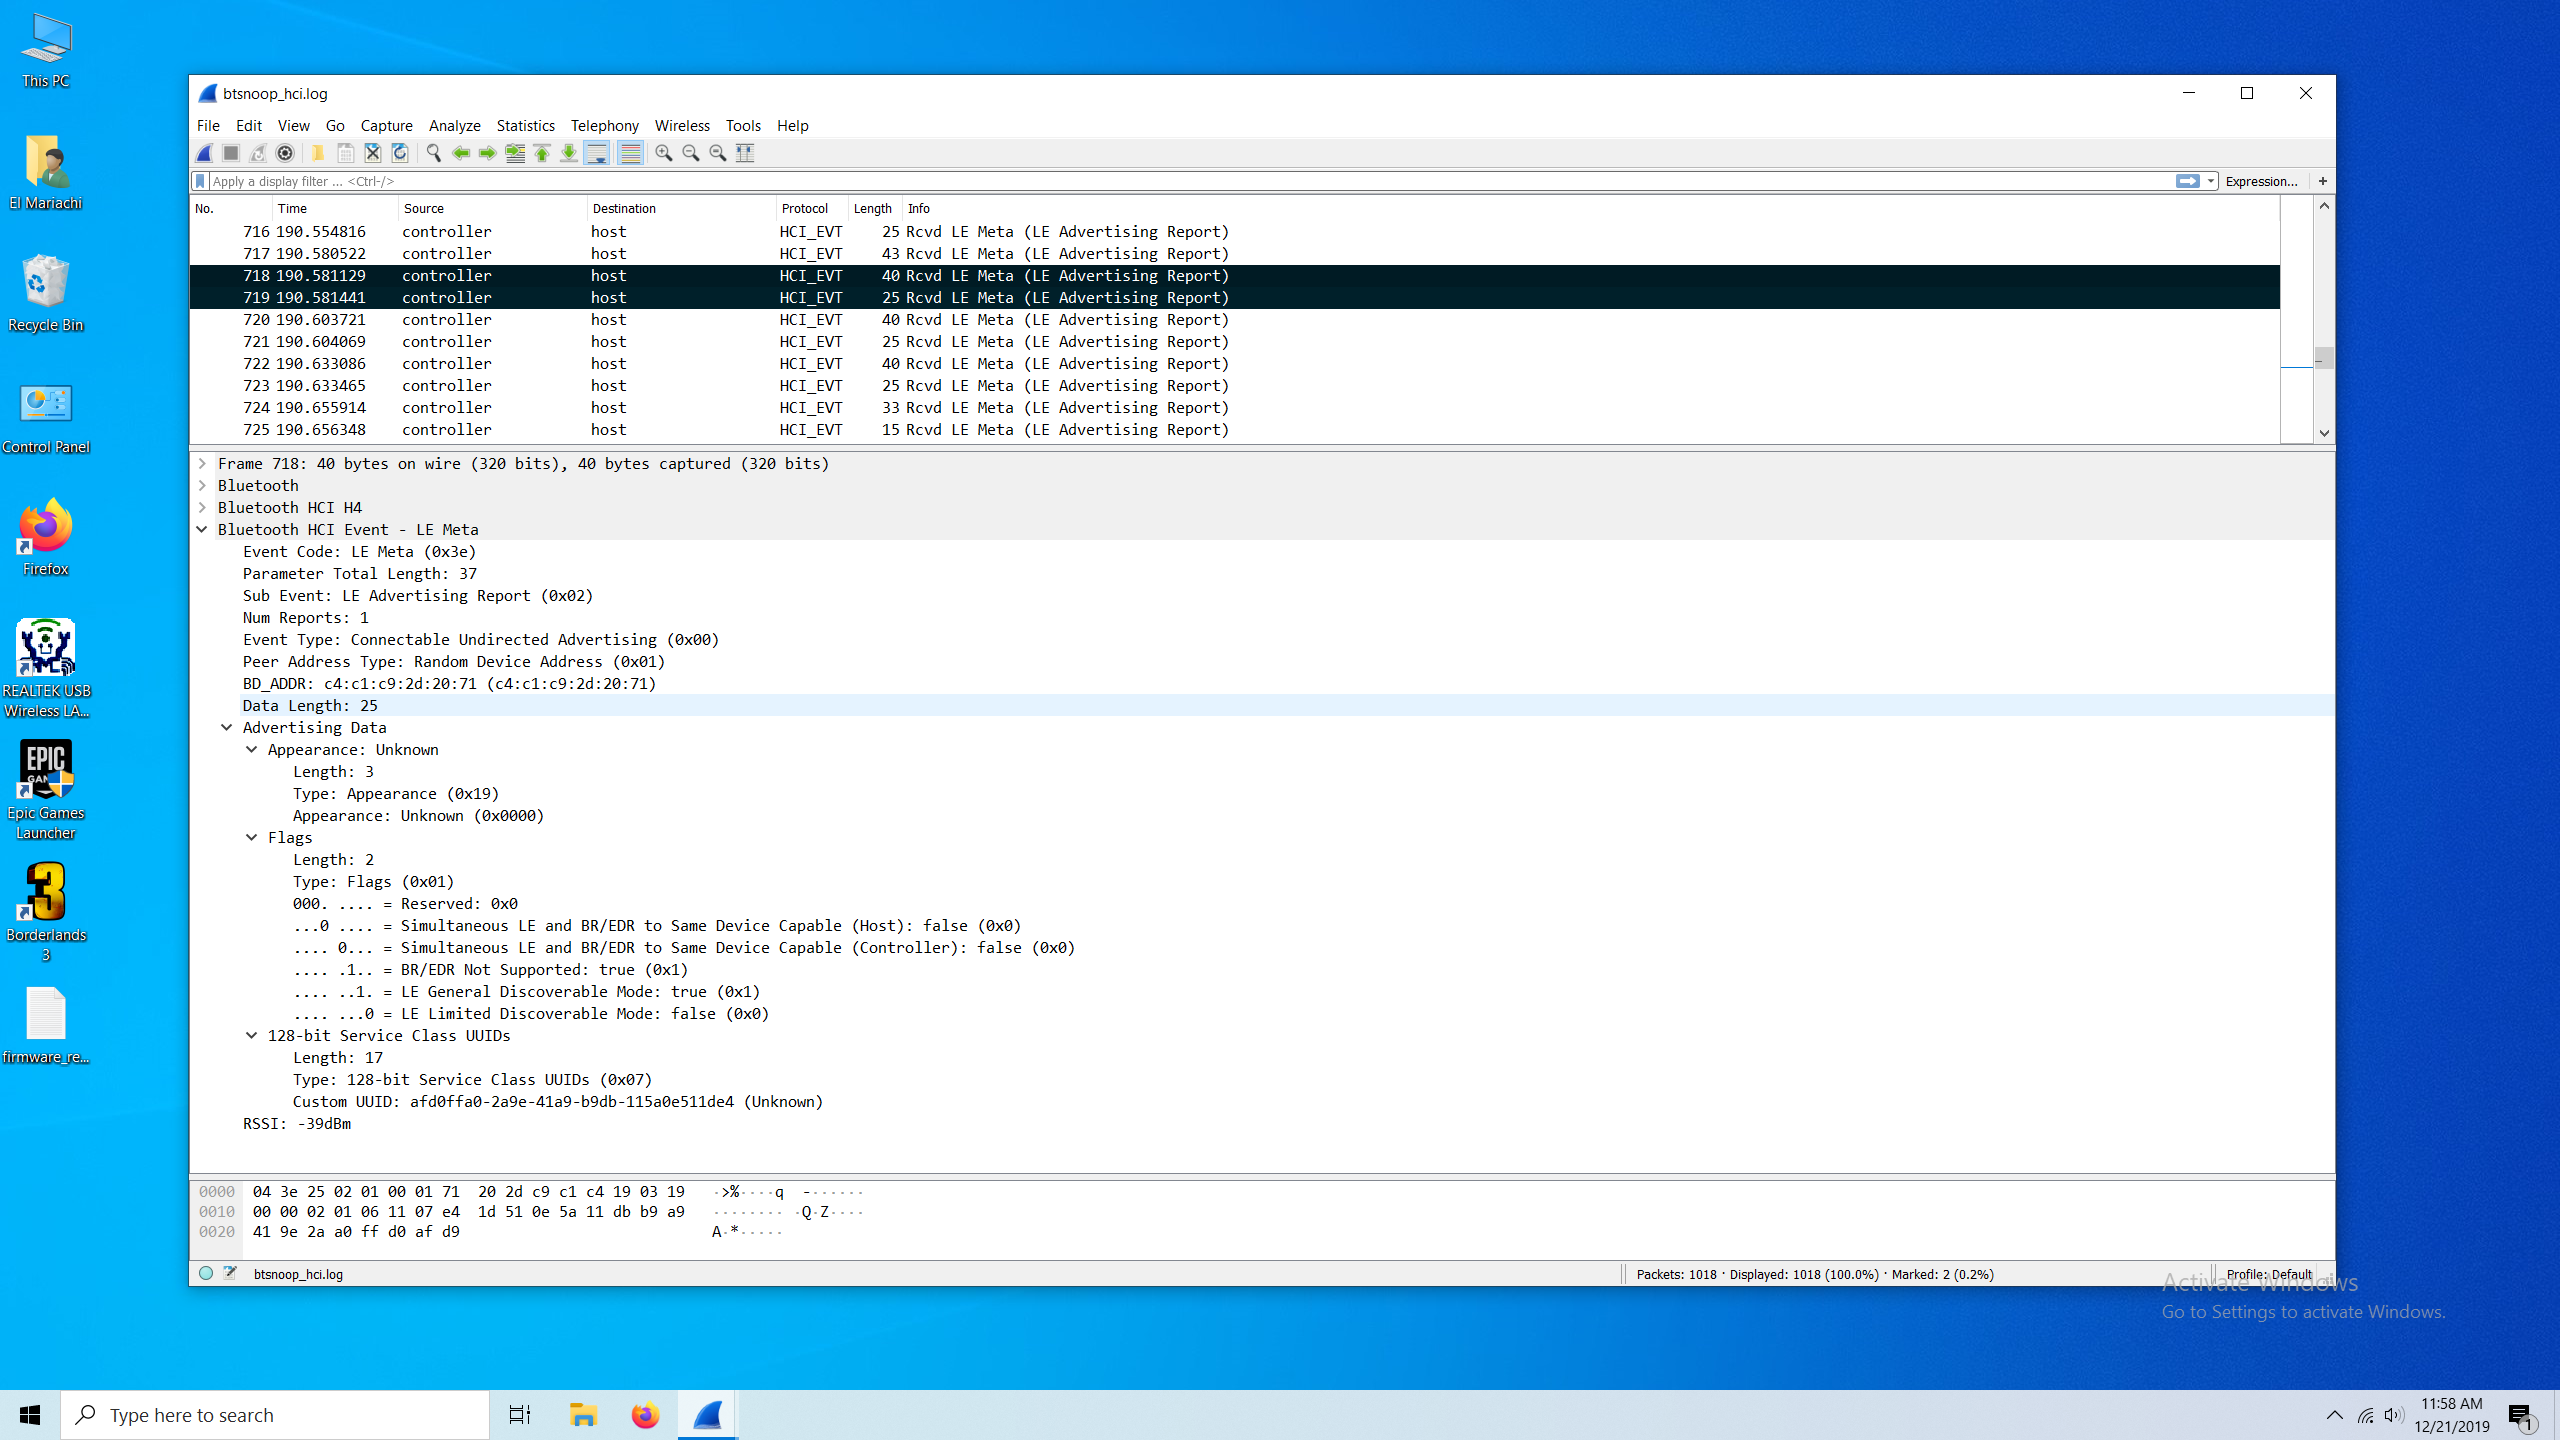 This PC
El Mariachi
Recycle Bin
Control Panel
Firefox
REALTEK USB
Wireless LA...
EPIC
Epic Games
Launcher
3
Borderlands
3
firmware_re...
btsnoop_hci.log
File Edit View Go Capture Analyze Statistics Telephony Wireless Tools Help
Apply a display filter ... <Ctrl-/> Expression... +
No. Time Source Destination Protocol Length Info
716 190.554816 controller host HCI_EVT 25 Rcvd LE Meta (LE Advertising Report)
717 190.580522 controller host HCI_EVT 43 Rcvd LE Meta (LE Advertising Report)
718 190.581129 controller host HCI_EVT 40 Rcvd LE Meta (LE Advertising Report)
719 190.581441 controller host HCI_EVT 25 Rcvd LE Meta (LE Advertising Report)
720 190.603721 controller host HCI_EVT 40 Rcvd LE Meta (LE Advertising Report)
721 190.604069 controller host HCI_EVT 25 Rcvd LE Meta (LE Advertising Report)
722 190.633086 controller host HCI_EVT 40 Rcvd LE Meta (LE Advertising Report)
723 190.633465 controller host HCI_EVT 25 Rcvd LE Meta (LE Advertising Report)
724 190.655914 controller host HCI_EVT 33 Rcvd LE Meta (LE Advertising Report)
725 190.656348 controller host HCI_EVT 15 Rcvd LE Meta (LE Advertising Report)
Frame 718: 40 bytes on wire (320 bits), 40 bytes captured (320 bits)
Bluetooth
Bluetooth HCI H4
Bluetooth HCI Event - LE Meta
Event Code: LE Meta (0x3e)
Parameter Total Length: 37
Sub Event: LE Advertising Report (0x02)
Num Reports: 1
Event Type: Connectable Undirected Advertising (0x00)
Peer Address Type: Random Device Address (0x01)
BD_ADDR: c4:c1:c9:2d:20:71 (c4:c1:c9:2d:20:71)
Data Length: 25
Advertising Data
Appearance: Unknown
Length: 3
Type: Appearance (0x19)
Appearance: Unknown (0x0000)
Flags
Length: 2
Type: Flags (0x01)
000. .... = Reserved: 0x0
...0 .... = Simultaneous LE and BR/EDR to Same Device Capable (Host): false (0x0)
.... 0... = Simultaneous LE and BR/EDR to Same Device Capable (Controller): false (0x0)
.... .1.. = BR/EDR Not Supported: true (0x1)
.... ..1. = LE General Discoverable Mode: true (0x1)
.... ...0 = LE Limited Discoverable Mode: false (0x0)
128-bit Service Class UUIDs
Length: 17
Type: 128-bit Service Class UUIDs (0x07)
Custom UUID: afd0ffa0-2a9e-41a9-b9db-115a0e511de4 (Unknown)
RSSI: -39dBm
0000 04 3e 25 02 01 00 01 71 20 2d c9 c1 c4 19 03 19 ·>%····q -······
0010 00 00 02 01 06 11 07 e4 1d 51 0e 5a 11 db b9 a9 ········ ·Q·Z····
0020 41 9e 2a a0 ff d0 af d9 A·*·····
btsnoop_hci.log Packets: 1018 · Displayed: 1018 (100.0%) · Marked: 2 (0.2%) Profile: Default
Activate Windows
Go to Settings to activate Windows.
Type here to search
11:58 AM
12/21/2019
1